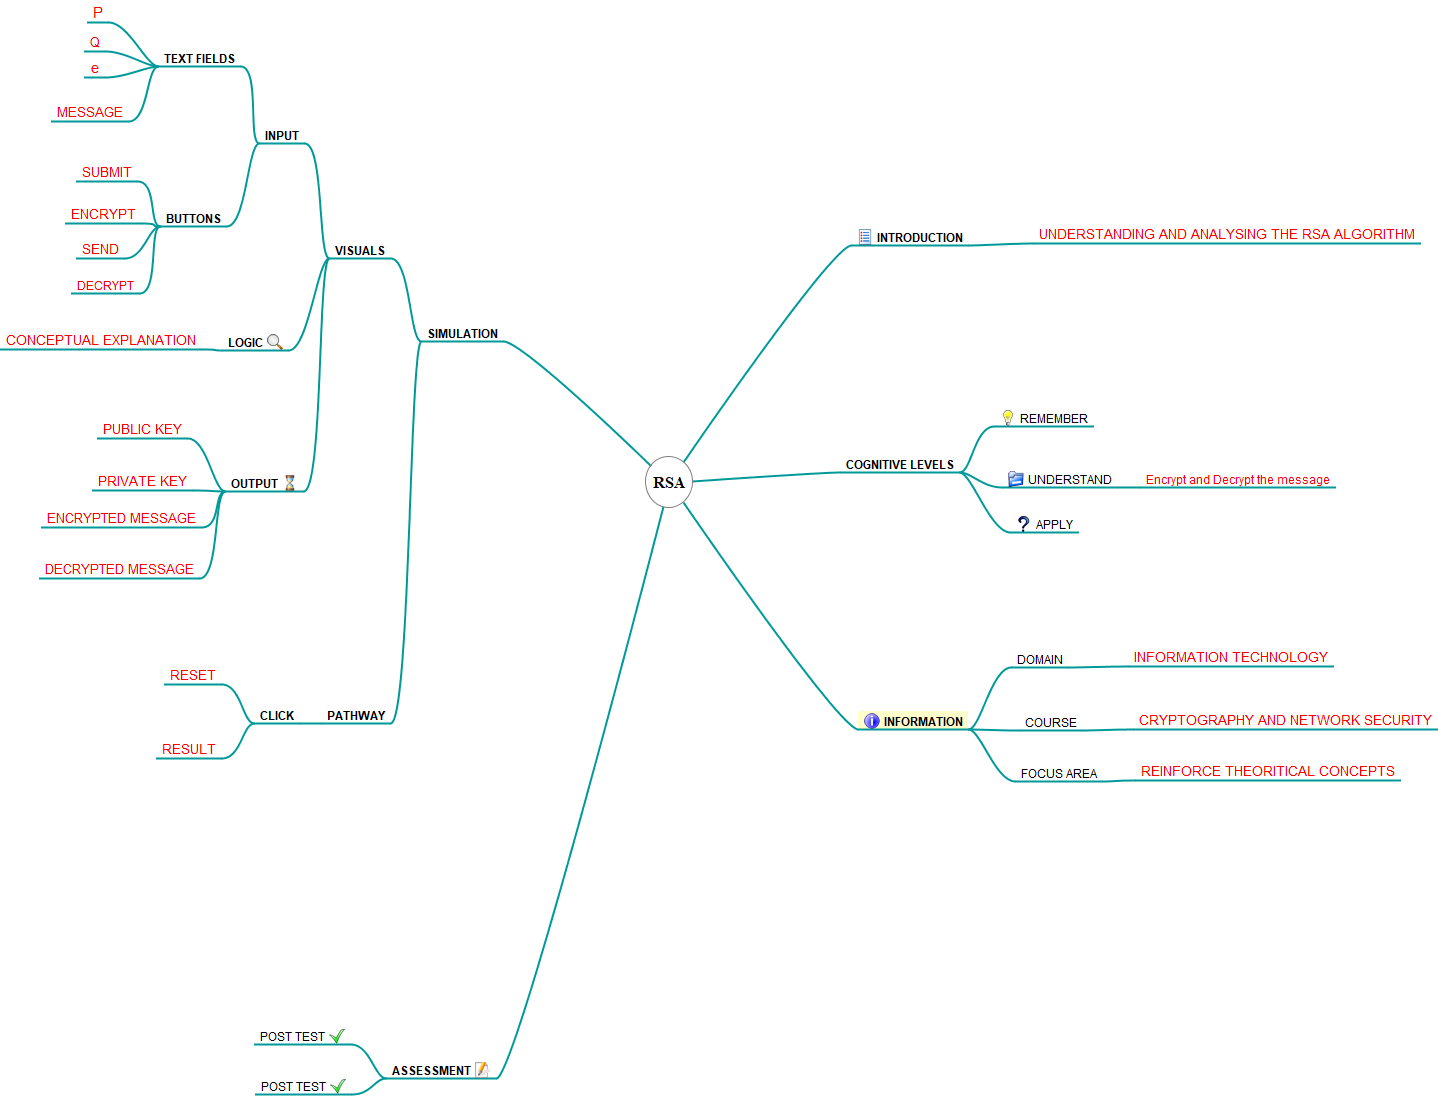 P
Q
e
MESSAGE
TEXT FIELDS
SUBMIT
ENCRYPT
SEND
DECRYPT
BUTTONS
INPUT
CONCEPTUAL EXPLANATION
LOGIC
PUBLIC KEY
PRIVATE KEY
ENCRYPTED MESSAGE
DECRYPTED MESSAGE
OUTPUT
VISUALS
RESET
RESULT
CLICK
PATHWAY
SIMULATION
POST TEST
POST TEST
ASSESSMENT
RSA
INTRODUCTION
UNDERSTANDING AND ANALYSING THE RSA ALGORITHM
COGNITIVE LEVELS
REMEMBER
UNDERSTAND
Encrypt and Decrypt the message
APPLY
INFORMATION
DOMAIN
INFORMATION TECHNOLOGY
COURSE
CRYPTOGRAPHY AND NETWORK SECURITY
FOCUS AREA
REINFORCE THEORITICAL CONCEPTS